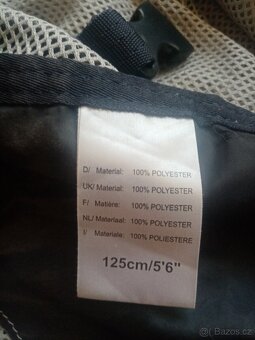 D/ Material: 100% POLYESTER
UK/ Material: 100% POLYESTER
F/ Matière: 100% POLYESTER
NL/ Materiaal: 100% POLYESTER
I/ Materiale: 100% POLIESTERE
125cm/5'6"
sbazar.cz